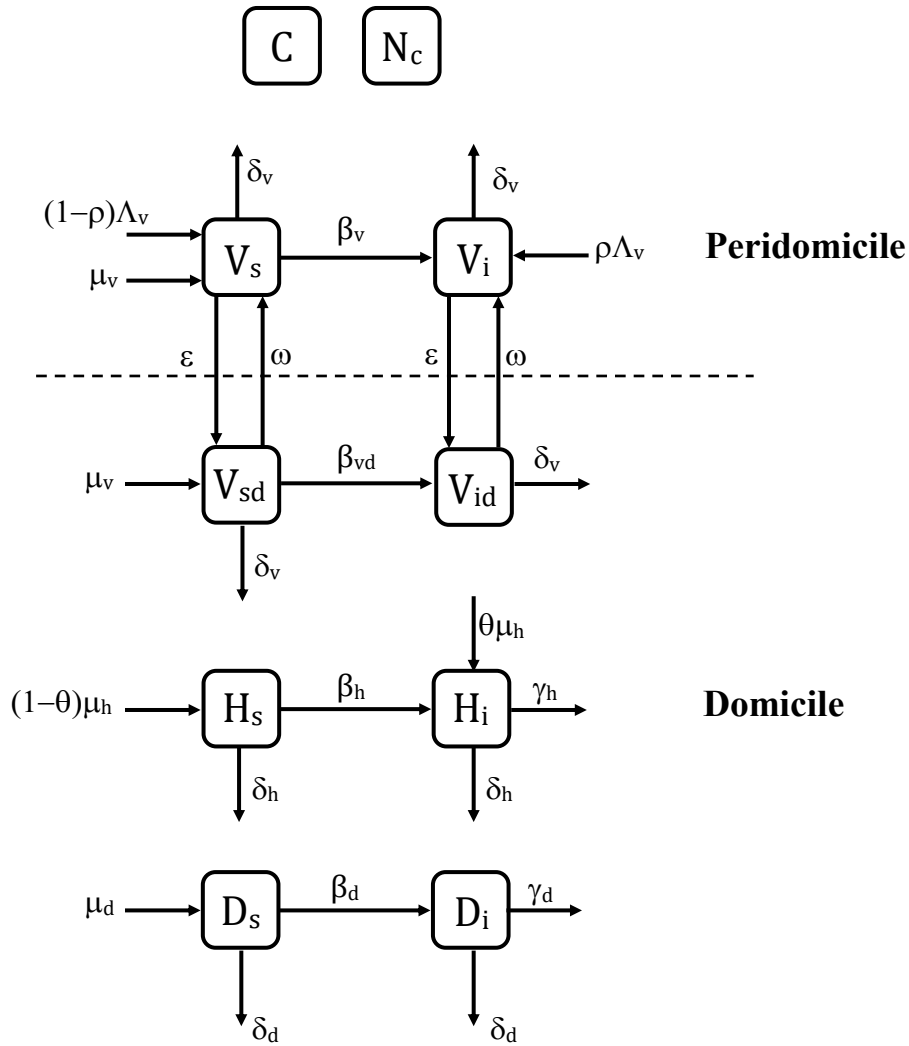 C N_c
δ_v δ_v
(1−ρ)Λ_v
β_v
V_s V_i ρΛ_v Peridomicile
μ_v
ε ω ε ω
β_vd δ_v
μ_v V_sd V_id
δ_v
θμ_h
β_h γ_h
(1−θ)μ_h H_s H_i Domicile
δ_h δ_h
β_d γ_d
μ_d D_s D_i
δ_d δ_d